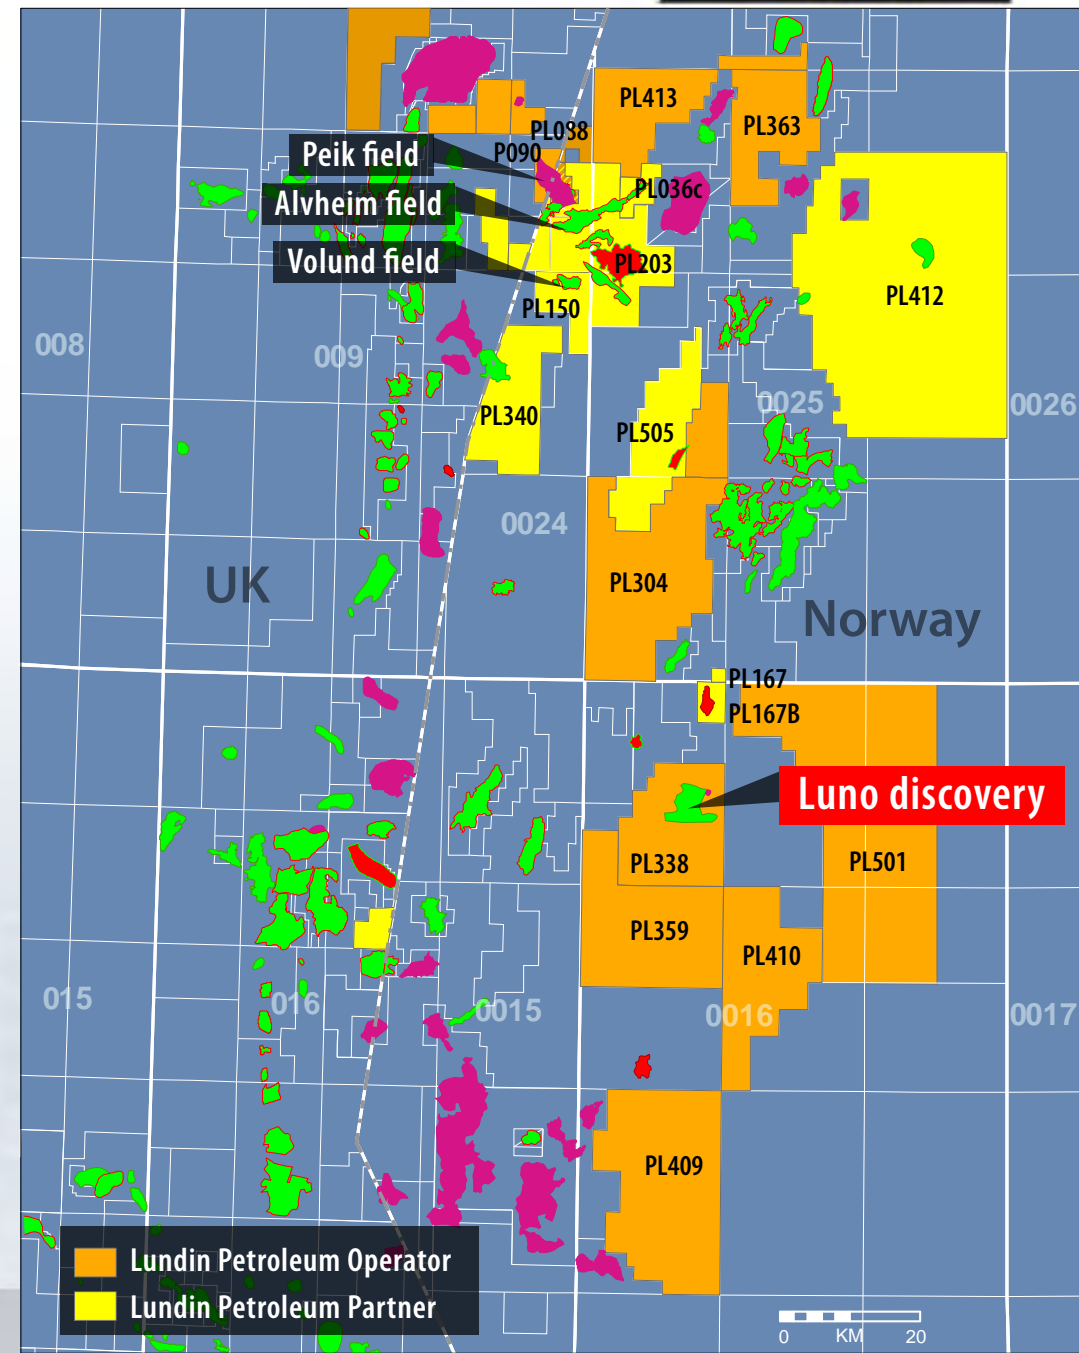 PL413
PL363
PL088
P090
Peik field
PL036c
Alvheim field
Volund field
PL203
PL412
PL150
008
009
0025
0026
PL340
PL505
0024
UK
PL304
Norway
PL167
PL167B
Luno discovery
PL338
PL501
PL359
PL410
015
016
0015
0016
0017
PL409
Lundin Petroleum Operator
Lundin Petroleum Partner
0 KM 20